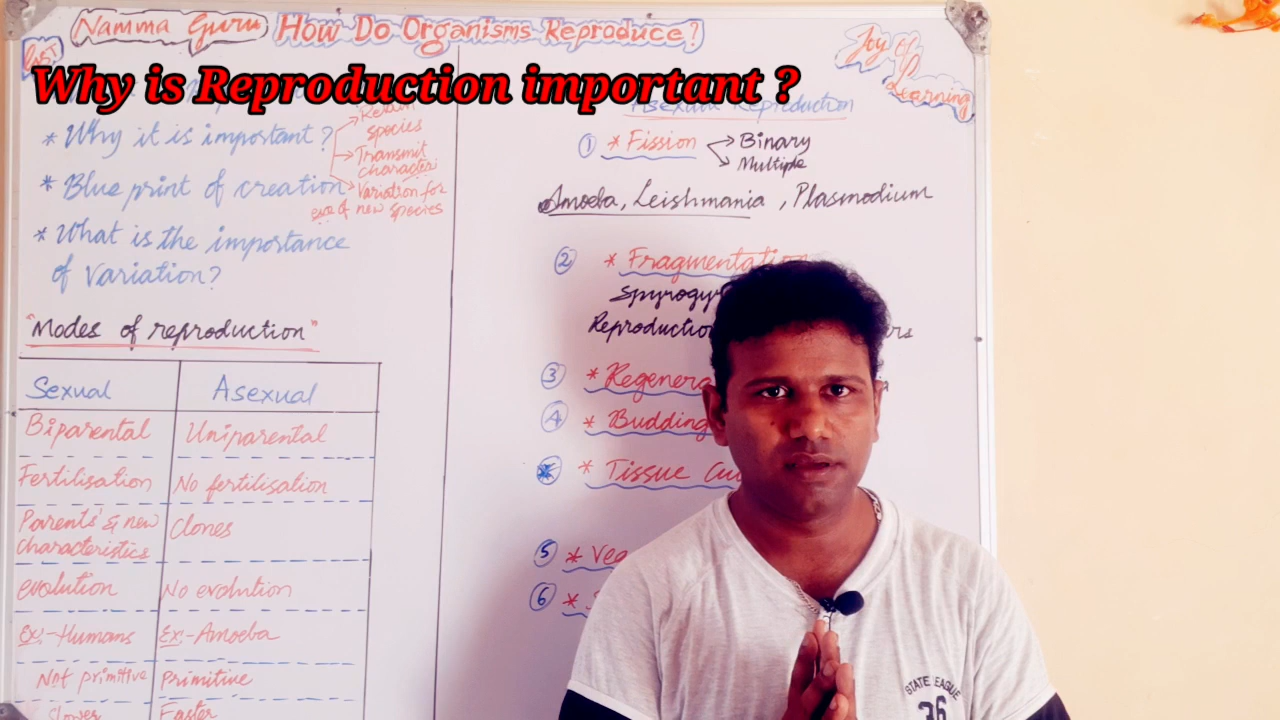 Namma Guru How Do Organisms Reproduce?
Joy of
Learning
Part
Why is Reproduction important ?
Asexual Reproduction
* Why it is important?
species
Transmit
character
Variation for
of new species
* Blue print of creation
* What is the importance
of variation?
"Modes of reproduction"
Sexual Asexual
Biparental Uniparental
Fertilisation No fertilisation
Parents' & new Clones
characteristics
evolution No evolution
Ex:-Humans Ex:-Amoeba
Not primitive Primitive
Slower Faster
1 * Fission Binary
Multiple
Amoeba, Leishmania , Plasmodium
2 * Fragmentation
Spyrogy
Reproductio
3 * Regenera
4 * Budding
* Tissue Cu
5 * Veg
6 *
STATE LEAGUE
36